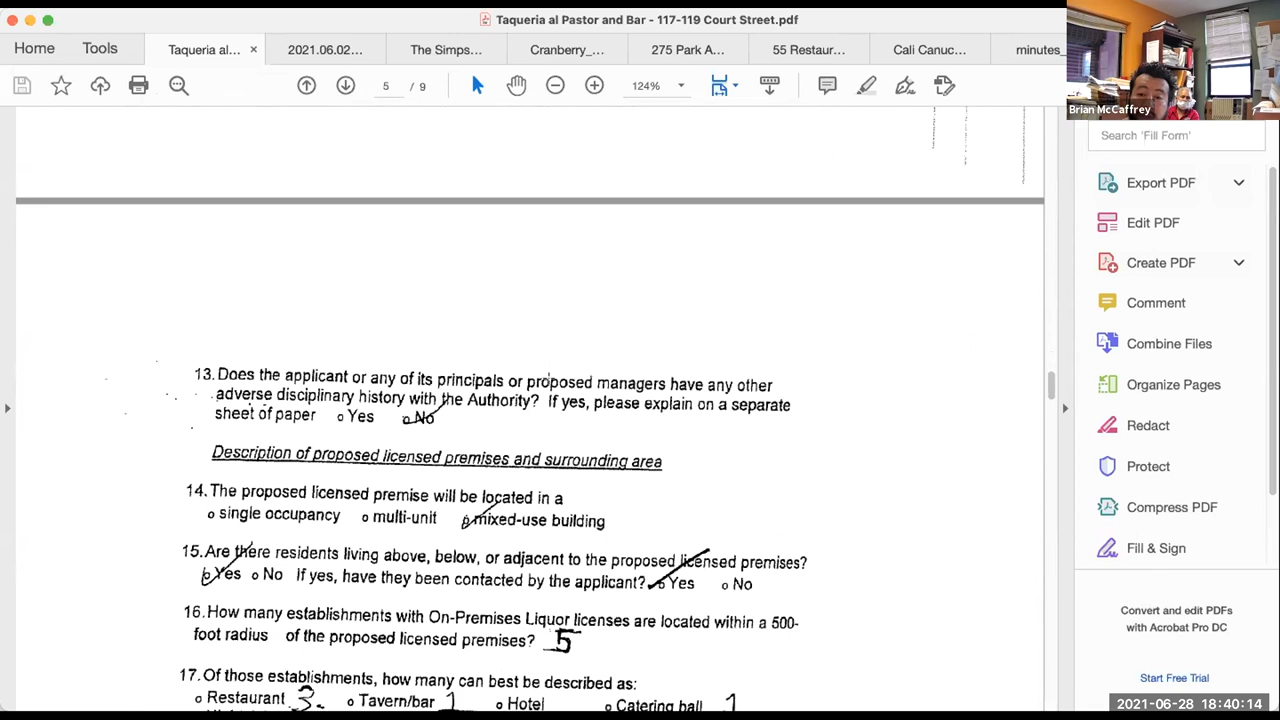 Taqueria al Pastor and Bar - 117-119 Court Street.pdf
Home Tools Taqueria al... × 2021.06.02... The Simps... Cranberry_... 275 Park A... 55 Restaur... Cali Canuc... minutes_
5 / 9 124%
Brian McCaffrey
Search 'Fill Form'
Export PDF
Edit PDF
Create PDF
Comment
Combine Files
Organize Pages
Redact
Protect
Compress PDF
Fill & Sign
Convert and edit PDFs
with Acrobat Pro DC
Start Free Trial
2021-06-28 18:40:14
13. Does the applicant or any of its principals or proposed managers have any other
adverse disciplinary history with the Authority? If yes, please explain on a separate
sheet of paper o Yes o No
Description of proposed licensed premises and surrounding area
14. The proposed licensed premise will be located in a
o single occupancy o multi-unit o mixed-use building
15. Are there residents living above, below, or adjacent to the proposed licensed premises?
o Yes o No If yes, have they been contacted by the applicant? o Yes o No
16. How many establishments with On-Premises Liquor licenses are located within a 500-
foot radius of the proposed licensed premises? 5
17. Of those establishments, how many can best be described as:
o Restaurant 3 o Tavern/bar 1 o Hotel o Catering hall 1